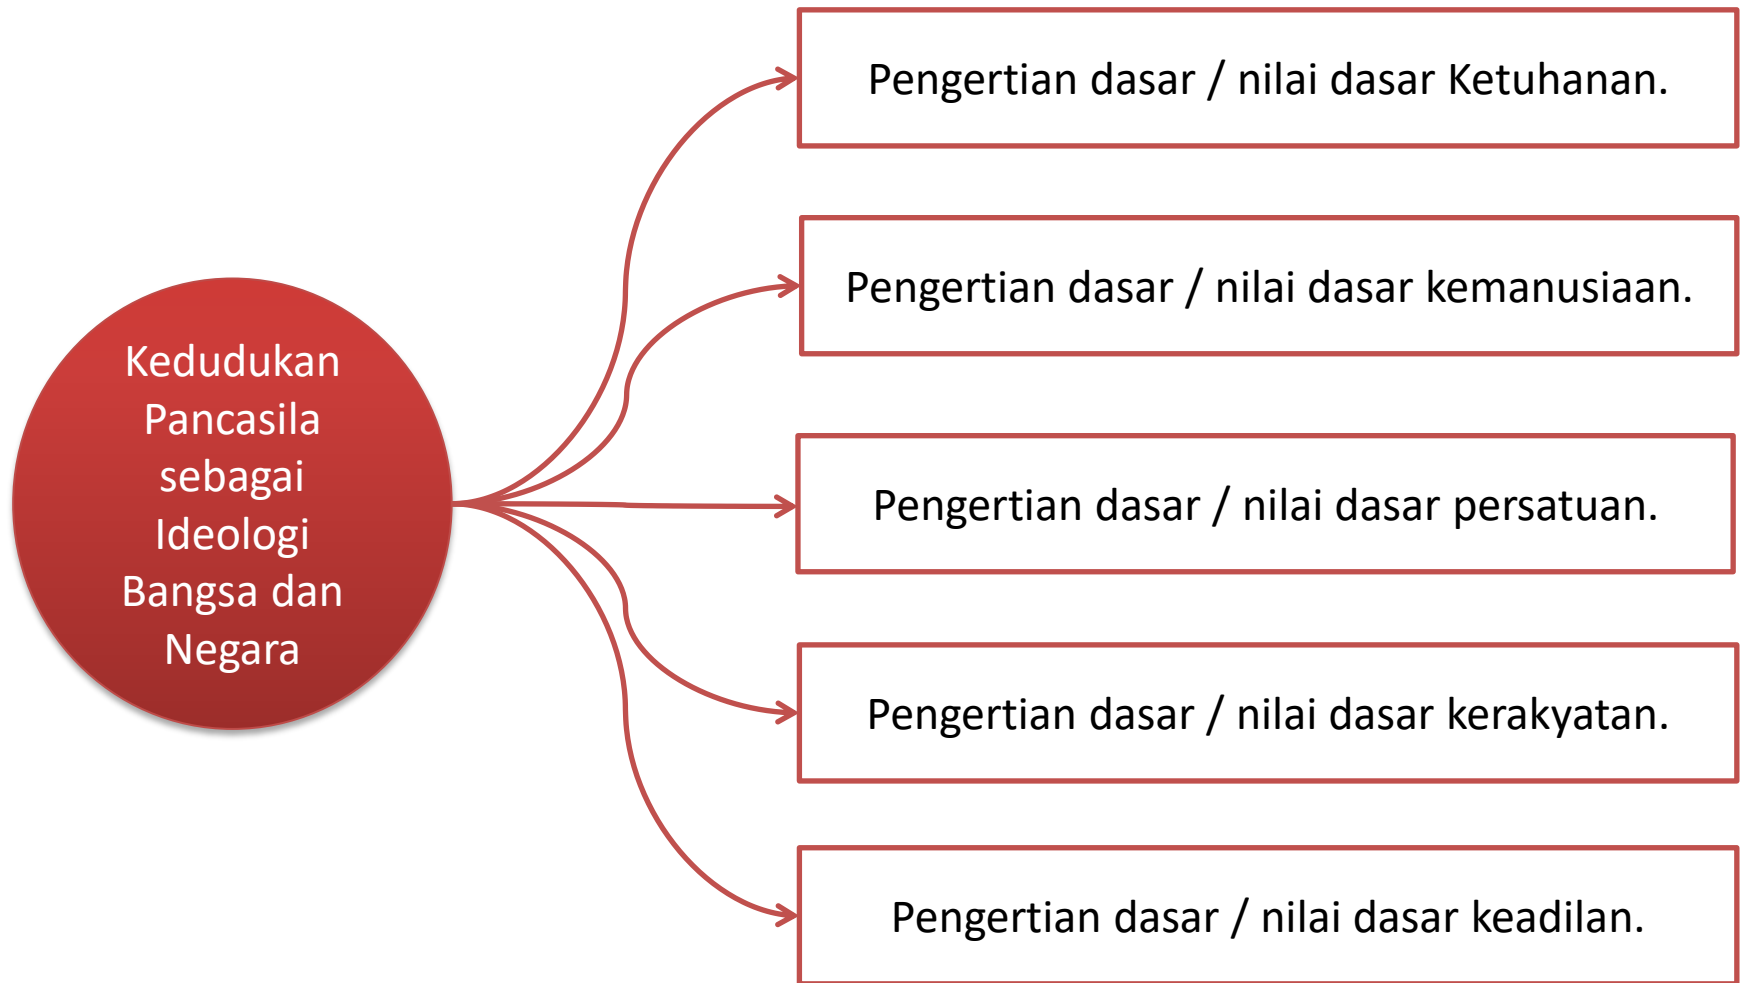 Kedudukan
Pancasila
sebagai
Ideologi
Bangsa dan
Negara
Pengertian dasar / nilai dasar Ketuhanan.
Pengertian dasar / nilai dasar kemanusiaan.
Pengertian dasar / nilai dasar persatuan.
Pengertian dasar / nilai dasar kerakyatan.
Pengertian dasar / nilai dasar keadilan.